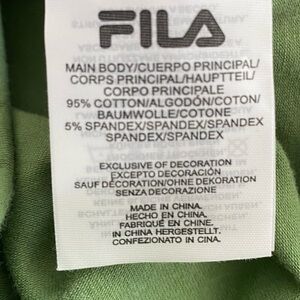 FILA
MAIN BODY/CUERPO PRINCIPAL/
CORPS PRINCIPAL/HAUPTTEIL/
CORPO PRINCIPALE
95% COTTON/ALGODÓN/COTON/
BAUMWOLLE/COTONE
5% SPANDEX/SPANDEX/SPANDEX
SPANDEX/SPANDEX
EXCLUSIVE OF DECORATION
EXCEPTO DECORACIÓN
SAUF DÉCORATION/OHNE DEKORATION
SENZA DECORAZIONE
MADE IN CHINA.
HECHO EN CHINA.
FABRIQUÉ EN CHINE.
IN CHINA HERGESTELLT.
CONFEZIONATO IN CINA.